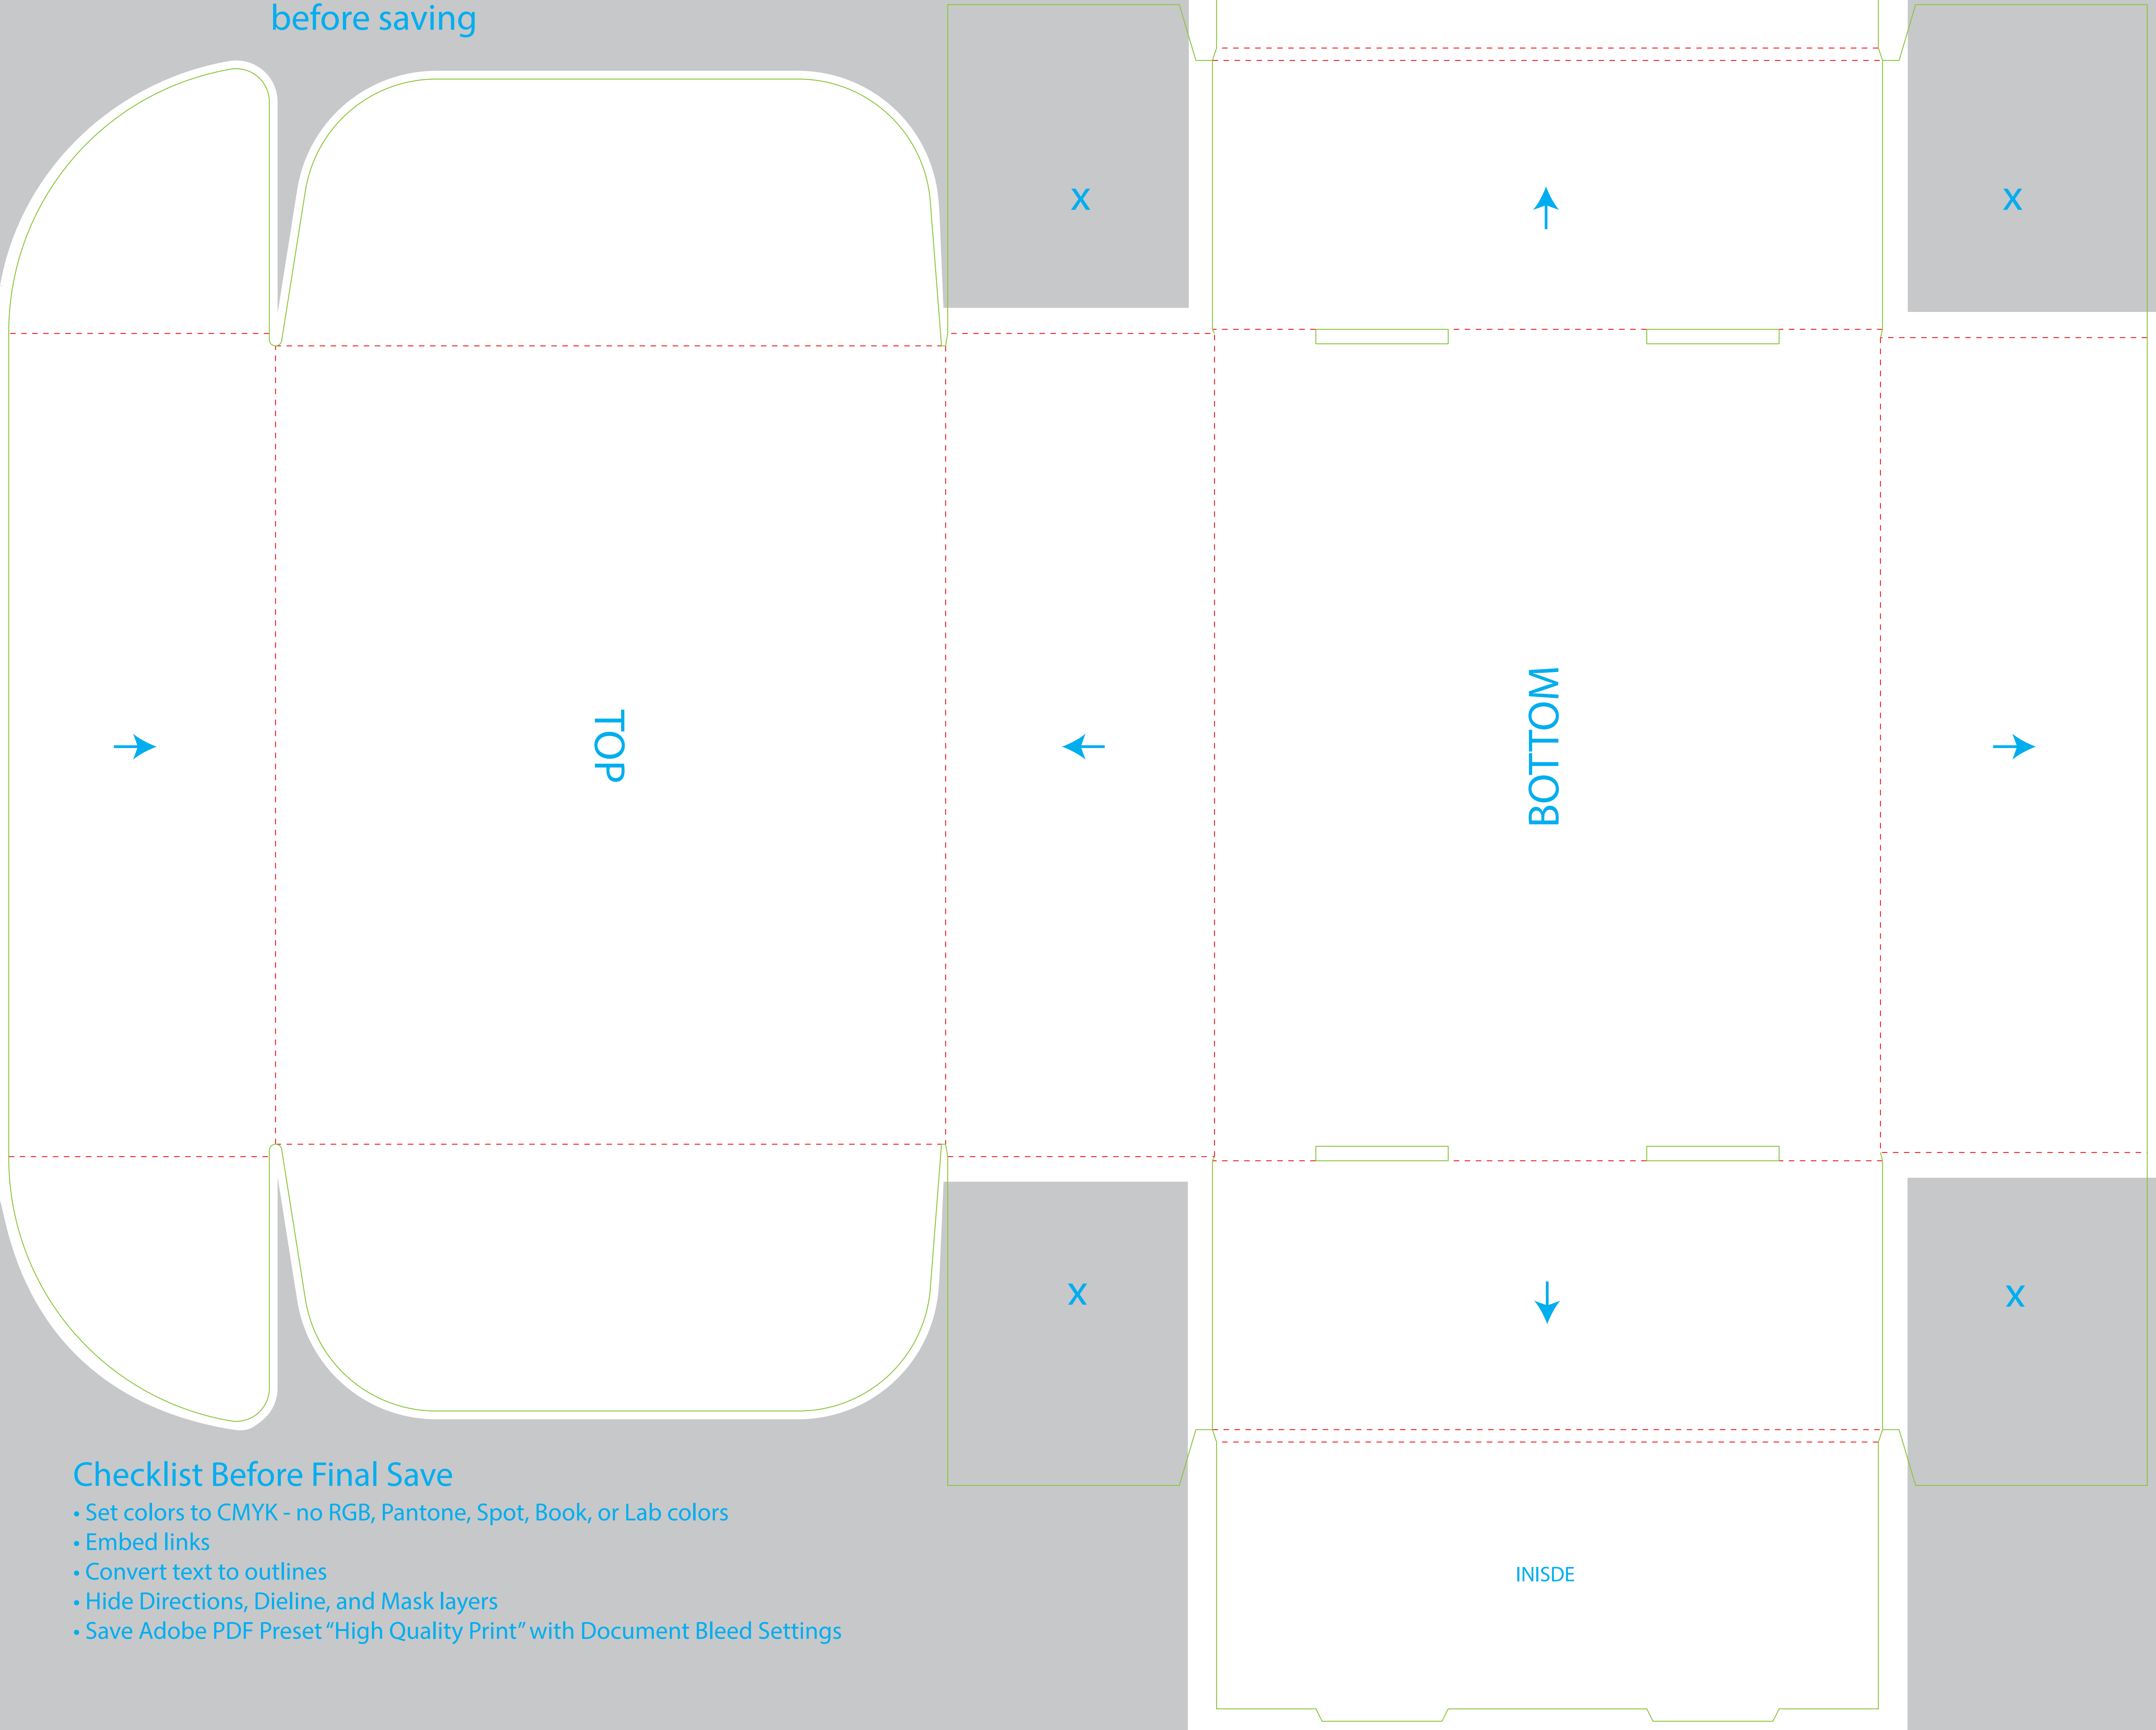 before saving
x
x
TOP
BOTTOM
x
x
Checklist Before Final Save
• Set colors to CMYK - no RGB, Pantone, Spot, Book, or Lab colors
• Embed links
• Convert text to outlines
• Hide Directions, Dieline, and Mask layers
• Save Adobe PDF Preset “High Quality Print” with Document Bleed Settings
INISDE